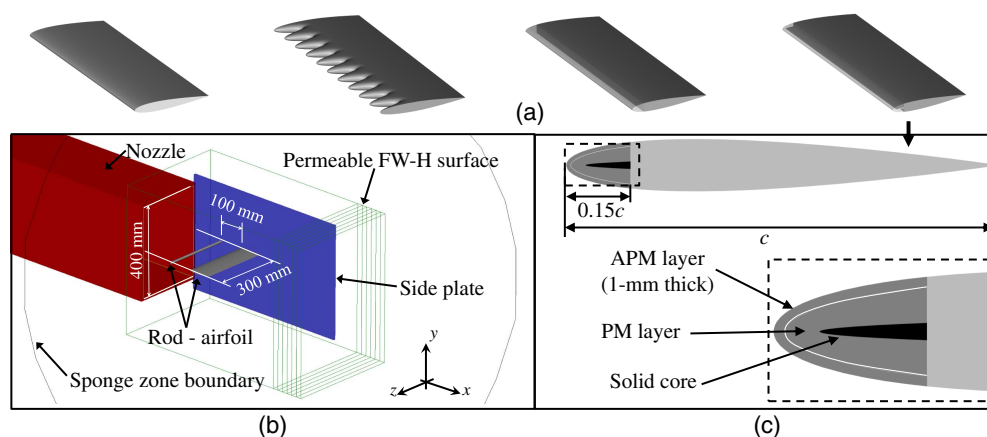 (a)
Nozzle
Permeable FW-H surface
100 mm
400 mm
300 mm
Side plate
Rod - airfoil
y
z
x
Sponge zone boundary
(b)
0.15c
c
APM layer
(1-mm thick)
PM layer
Solid core
(c)